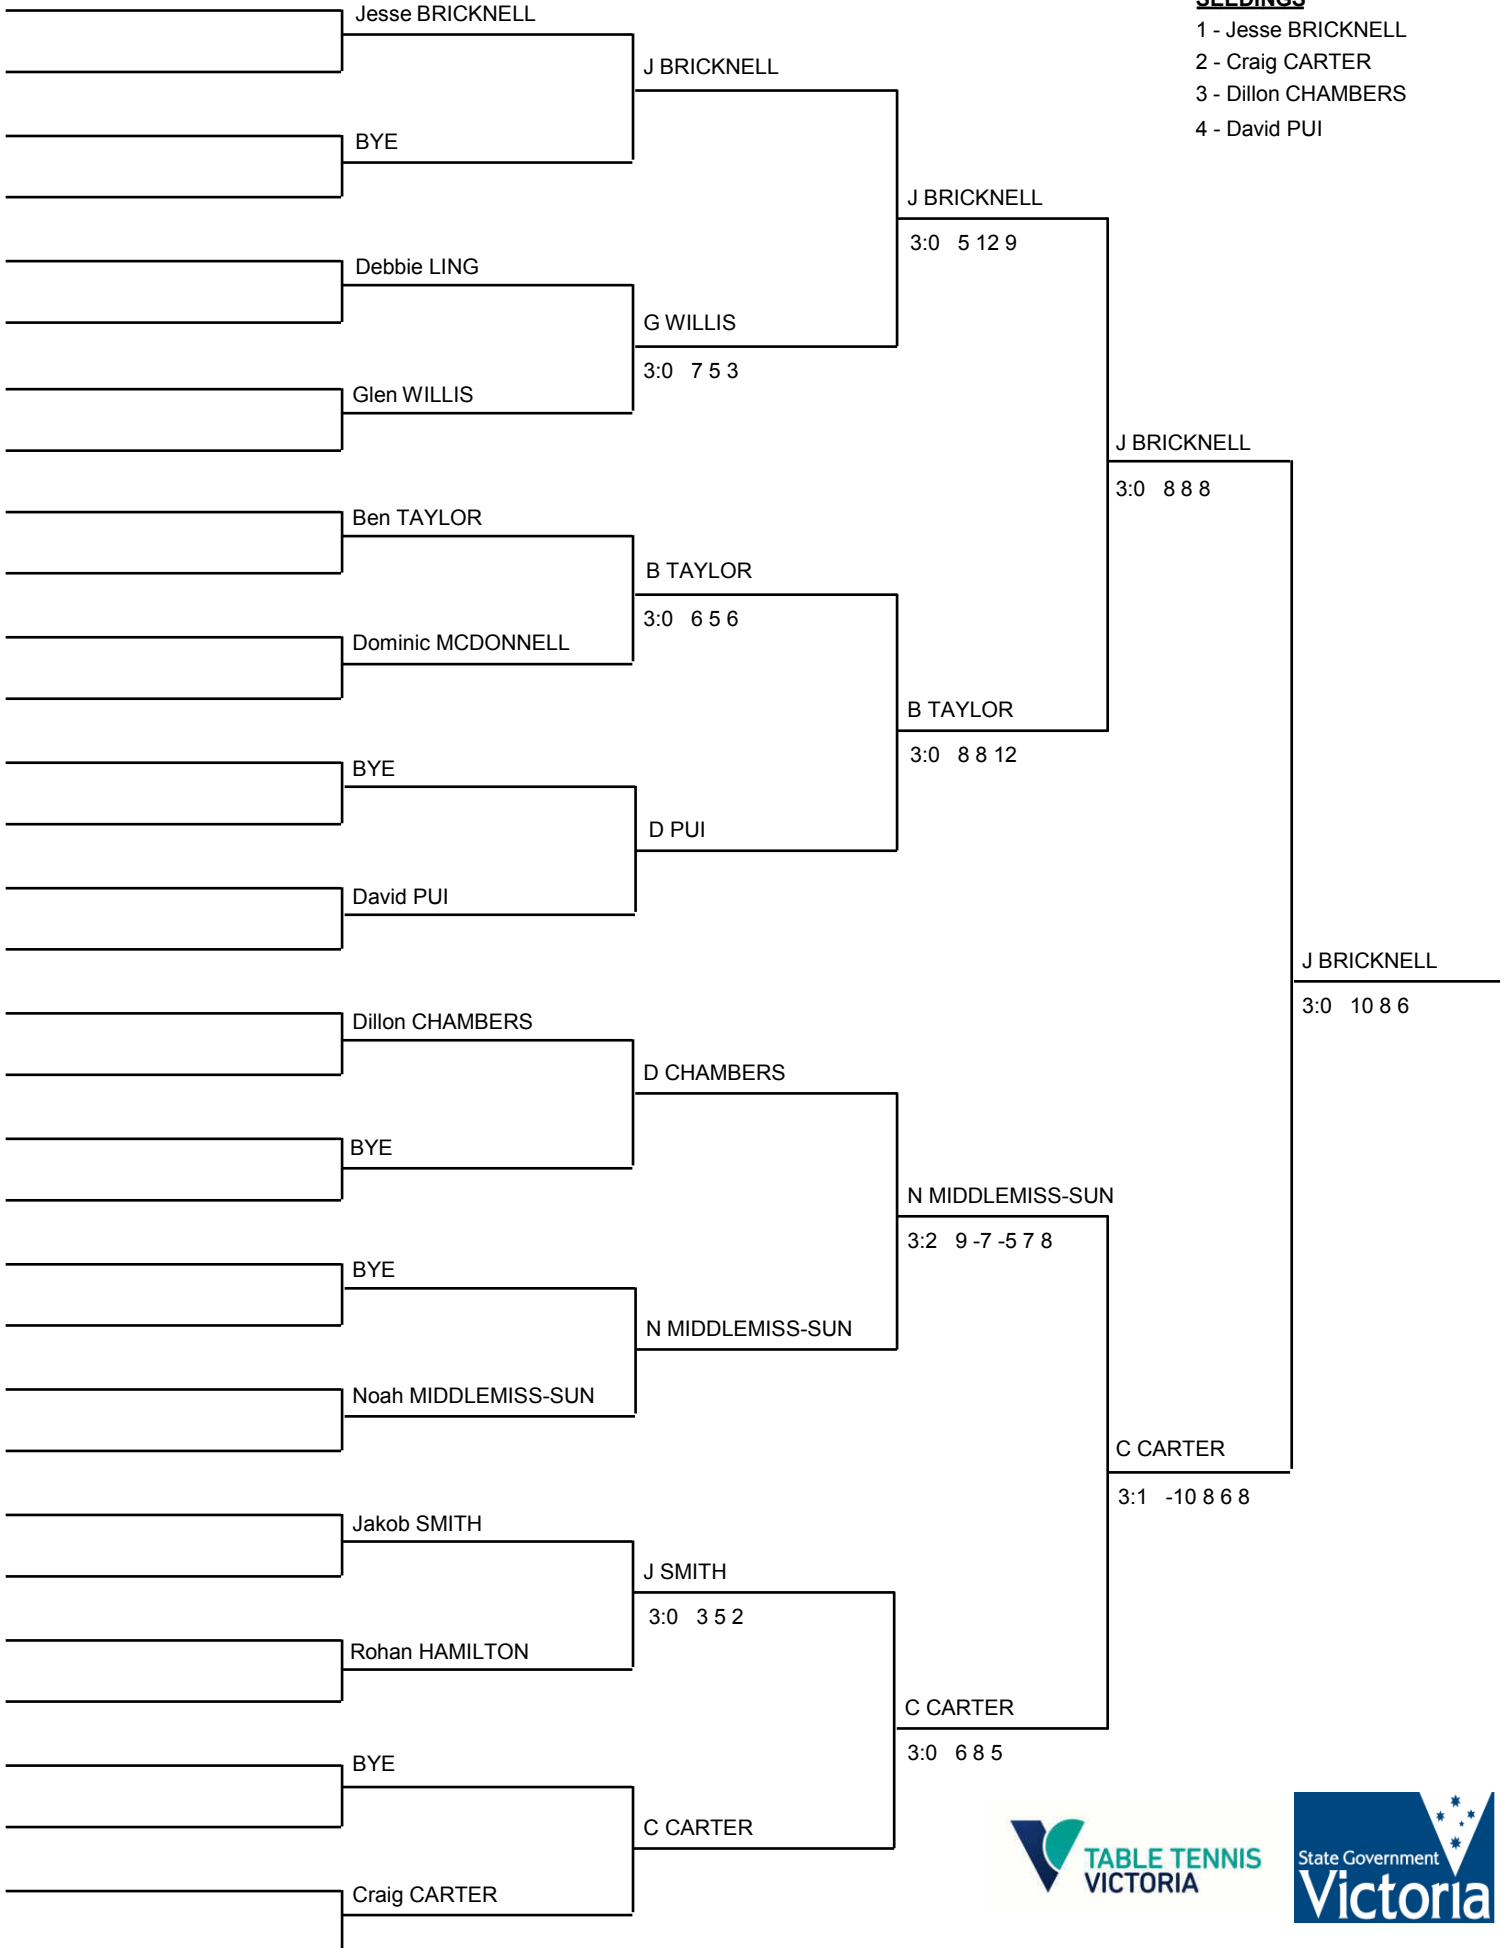 SEEDINGS
1 - Jesse BRICKNELL
2 - Craig CARTER
3 - Dillon CHAMBERS
4 - David PUI
Jesse BRICKNELL
J BRICKNELL
BYE
J BRICKNELL
3:0 5 12 9
Debbie LING
G WILLIS
3:0 7 5 3
Glen WILLIS
J BRICKNELL
3:0 8 8 8
Ben TAYLOR
B TAYLOR
3:0 6 5 6
Dominic MCDONNELL
B TAYLOR
3:0 8 8 12
BYE
D PUI
David PUI
J BRICKNELL
3:0 10 8 6
Dillon CHAMBERS
D CHAMBERS
BYE
N MIDDLEMISS-SUN
3:2 9 -7 -5 7 8
BYE
N MIDDLEMISS-SUN
Noah MIDDLEMISS-SUN
C CARTER
3:1 -10 8 6 8
Jakob SMITH
J SMITH
3:0 3 5 2
Rohan HAMILTON
C CARTER
3:0 6 8 5
BYE
C CARTER
Craig CARTER
TABLE TENNIS
VICTORIA
State Government
Victoria